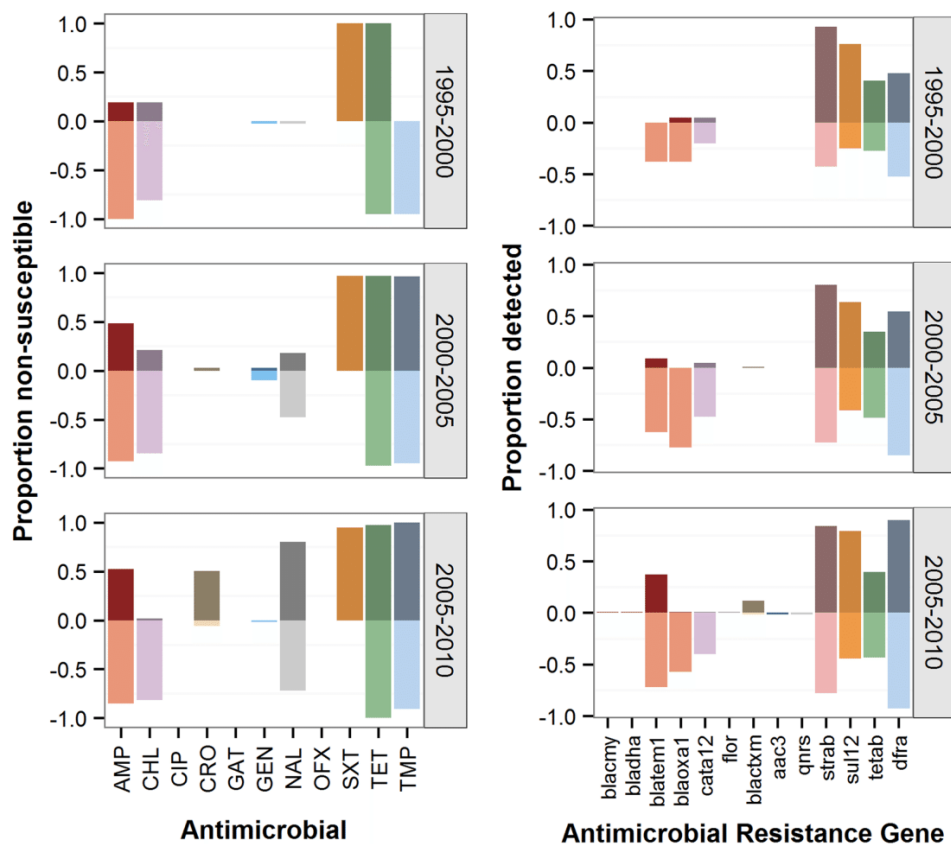 Proportion non-susceptible
1.0
0.5
0.0
-0.5
-1.0
1995-2000
1.0
0.5
0.0
-0.5
-1.0
2000-2005
1.0
0.5
0.0
-0.5
-1.0
2005-2010
AMP
CHL
CIP
CRO
GAT
GEN
NAL
OFX
SXT
TET
TMP
Antimicrobial
Proportion detected
1.0
0.5
0.0
-0.5
-1.0
1995-2000
1.0
0.5
0.0
-0.5
-1.0
2000-2005
1.0
0.5
0.0
-0.5
-1.0
2005-2010
blacmy
bladha
blatem1
blaoxa1
cata12
flor
blactxm
aac3
qnrs
strab
sul12
tetab
dfra
Antimicrobial Resistance Gene